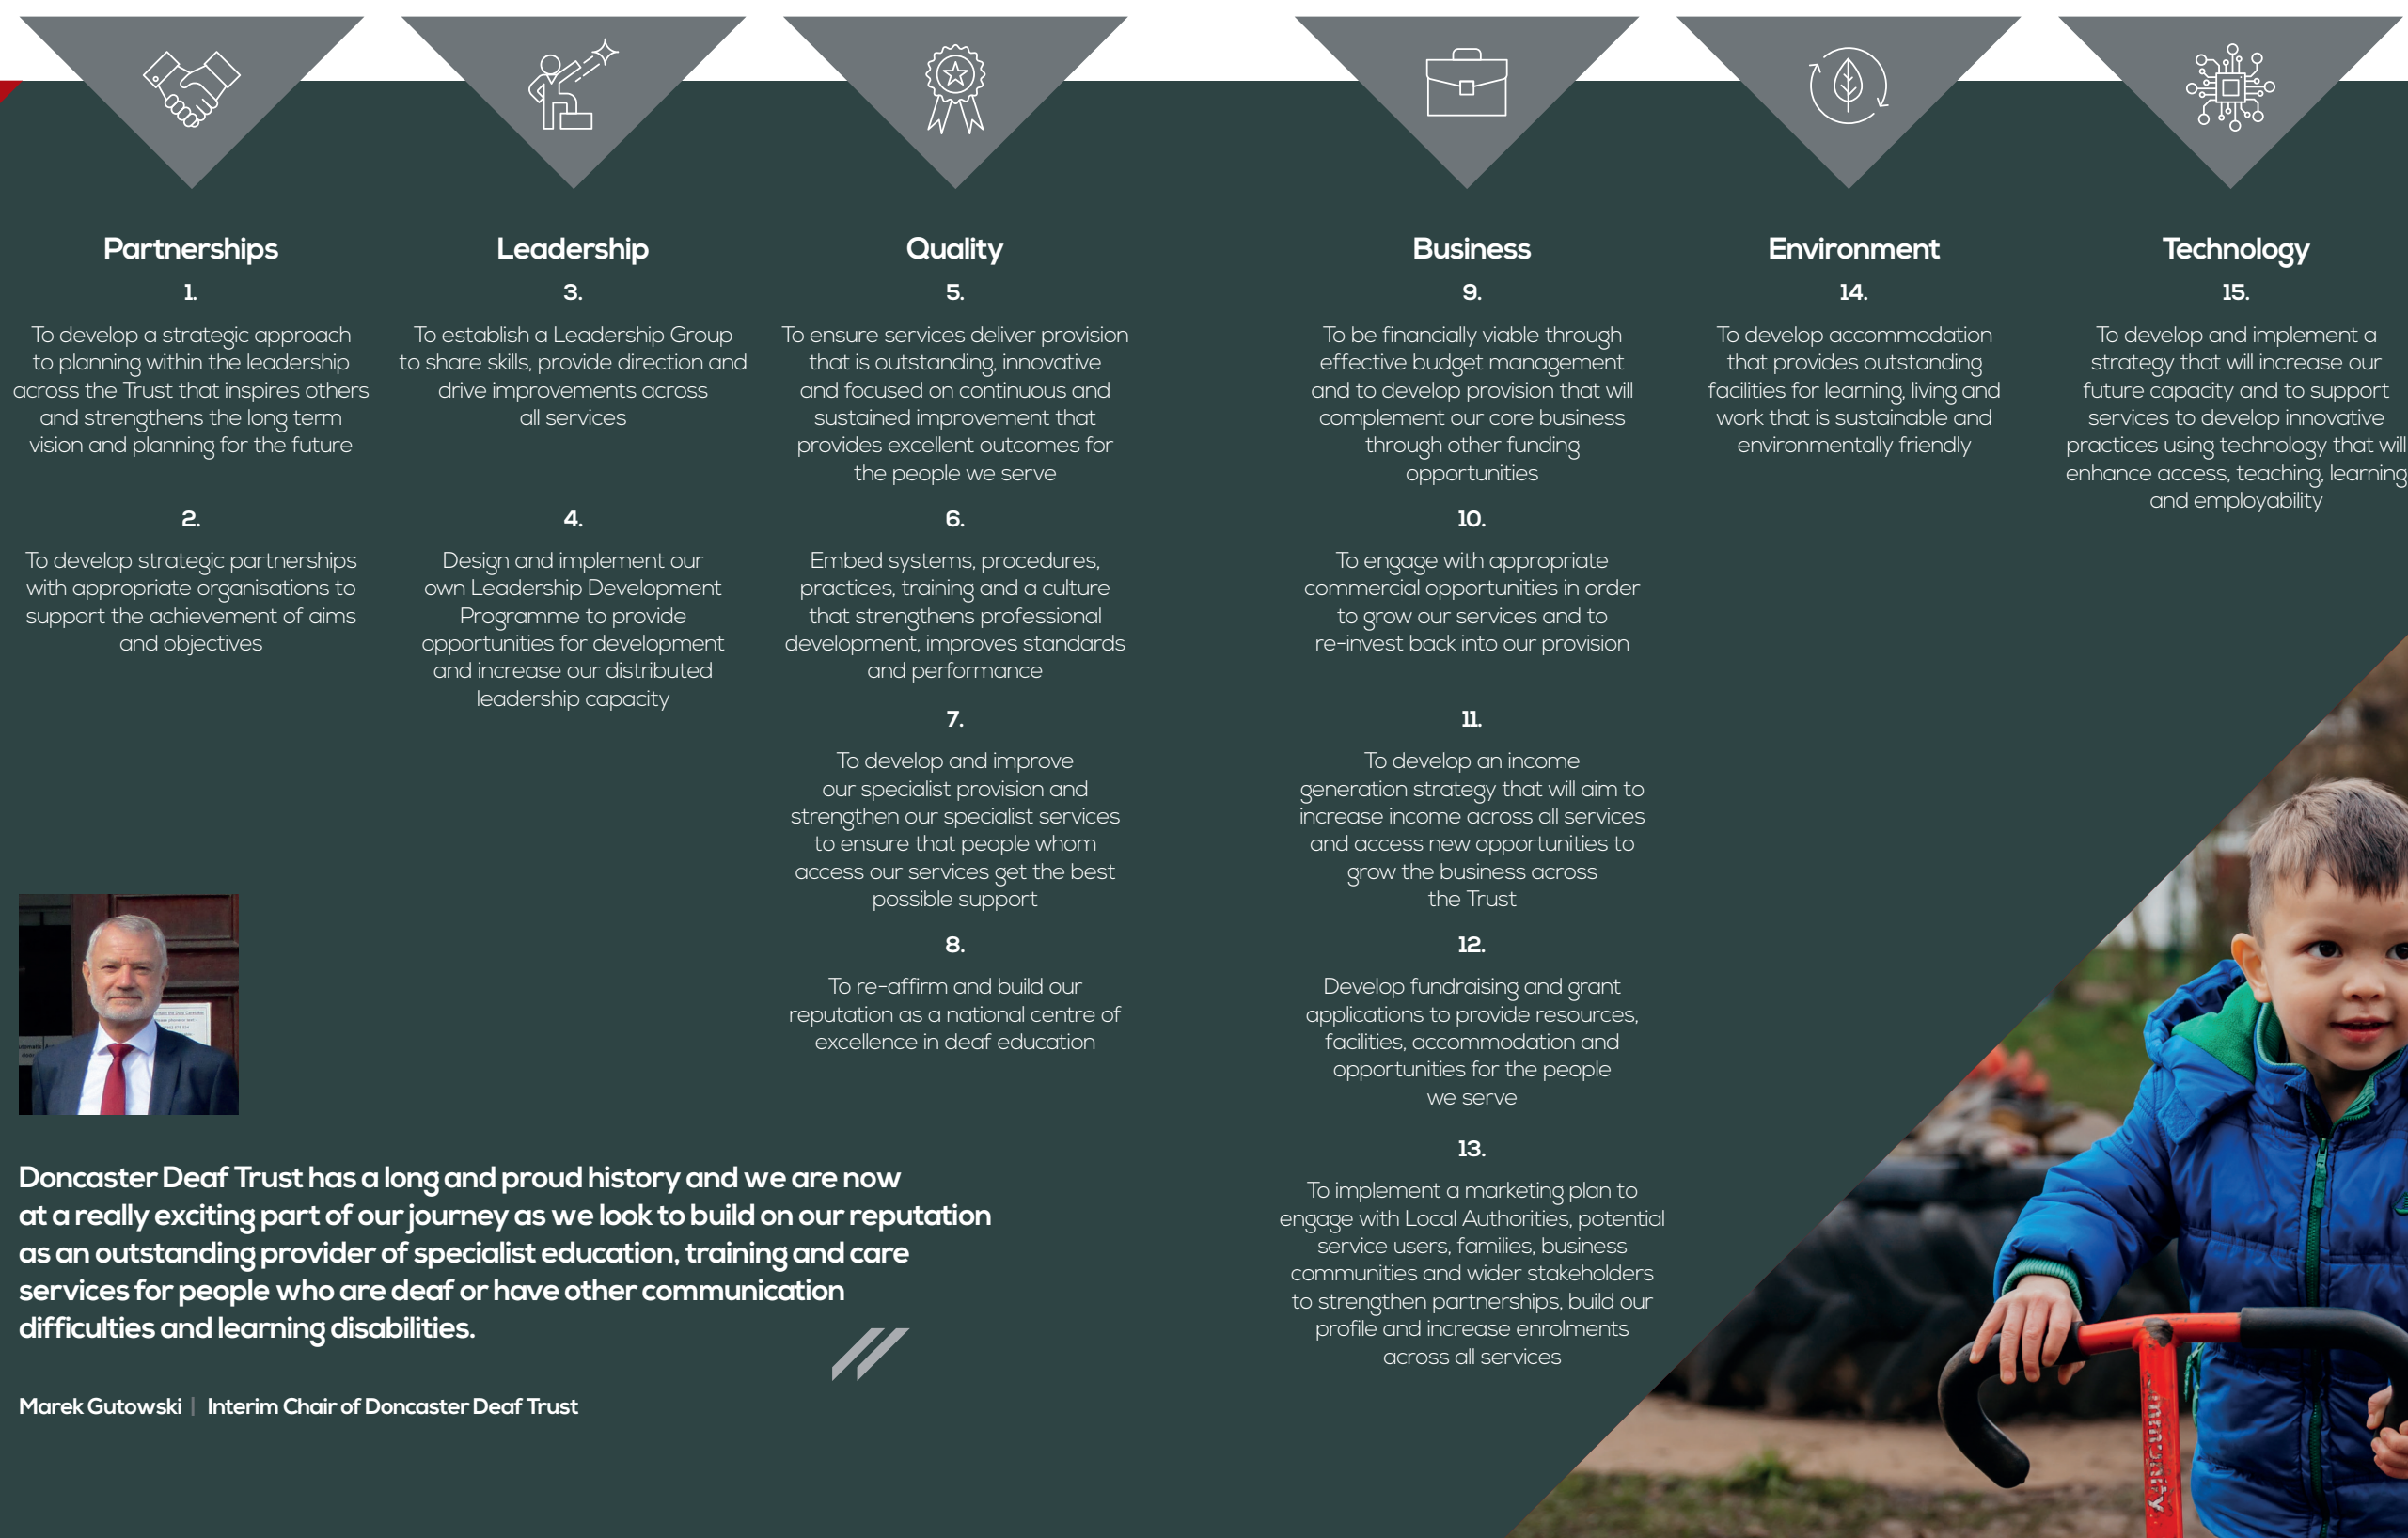 Partnerships
1.
To develop a strategic approach
to planning within the leadership
across the Trust that inspires others
and strengthens the long term
vision and planning for the future
2.
To develop strategic partnerships
with appropriate organisations to
support the achievement of aims
and objectives
Leadership
3.
To establish a Leadership Group
to share skills, provide direction and
drive improvements across
all services
4.
Design and implement our
own Leadership Development
Programme to provide
opportunities for development
and increase our distributed
leadership capacity
Quality
5.
To ensure services deliver provision
that is outstanding, innovative
and focused on continuous and
sustained improvement that
provides excellent outcomes for
the people we serve
6.
Embed systems, procedures,
practices, training and a culture
that strengthens professional
development, improves standards
and performance
7.
To develop and improve
our specialist provision and
strengthen our specialist services
to ensure that people whom
access our services get the best
possible support
8.
To re-affirm and build our
reputation as a national centre of
excellence in deaf education
Business
9.
To be financially viable through
effective budget management
and to develop provision that will
complement our core business
through other funding
opportunities
10.
To engage with appropriate
commercial opportunities in order
to grow our services and to
re-invest back into our provision
11.
To develop an income
generation strategy that will aim to
increase income across all services
and access new opportunities to
grow the business across
the Trust
12.
Develop fundraising and grant
applications to provide resources,
facilities, accommodation and
opportunities for the people
we serve
13.
To implement a marketing plan to
engage with Local Authorities, potential
service users, families, business
communities and wider stakeholders
to strengthen partnerships, build our
profile and increase enrolments
across all services
Environment
14.
To develop accommodation
that provides outstanding
facilities for learning, living and
work that is sustainable and
environmentally friendly
Technology
15.
To develop and implement a
strategy that will increase our
future capacity and to support
services to develop innovative
practices using technology that will
enhance access, teaching, learning
and employability
Doncaster Deaf Trust has a long and proud history and we are now
at a really exciting part of our journey as we look to build on our reputation
as an outstanding provider of specialist education, training and care
services for people who are deaf or have other communication
difficulties and learning disabilities.
Marek Gutowski | Interim Chair of Doncaster Deaf Trust